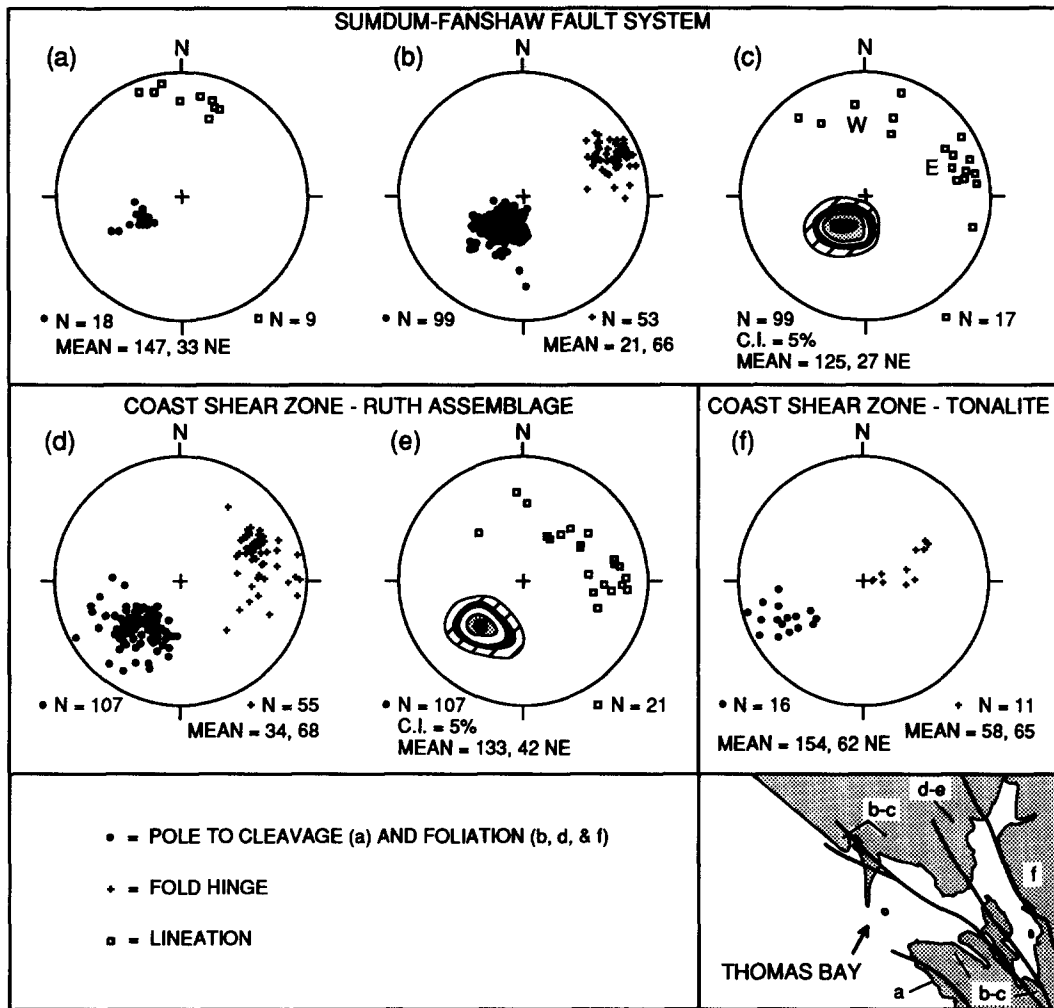 SUMDUM-FANSHAW FAULT SYSTEM
(a)
N
N = 18
N = 9
MEAN = 147, 33 NE
(b)
N
N = 99
N = 53
MEAN = 21, 66
(c)
N
W
E
N = 99
N = 17
C.I. = 5%
MEAN = 125, 27 NE
COAST SHEAR ZONE - RUTH ASSEMBLAGE
(d)
N
N = 107
N = 55
MEAN = 34, 68
(e)
N
N = 107
N = 21
C.I. = 5%
MEAN = 133, 42 NE
COAST SHEAR ZONE - TONALITE
(f)
N
N = 16
N = 11
MEAN = 58, 65
MEAN = 154, 62 NE
= POLE TO CLEAVAGE (a) AND FOLIATION (b, d, & f)
= FOLD HINGE
= LINEATION
d-e
b-c
f
THOMAS BAY
a
b-c